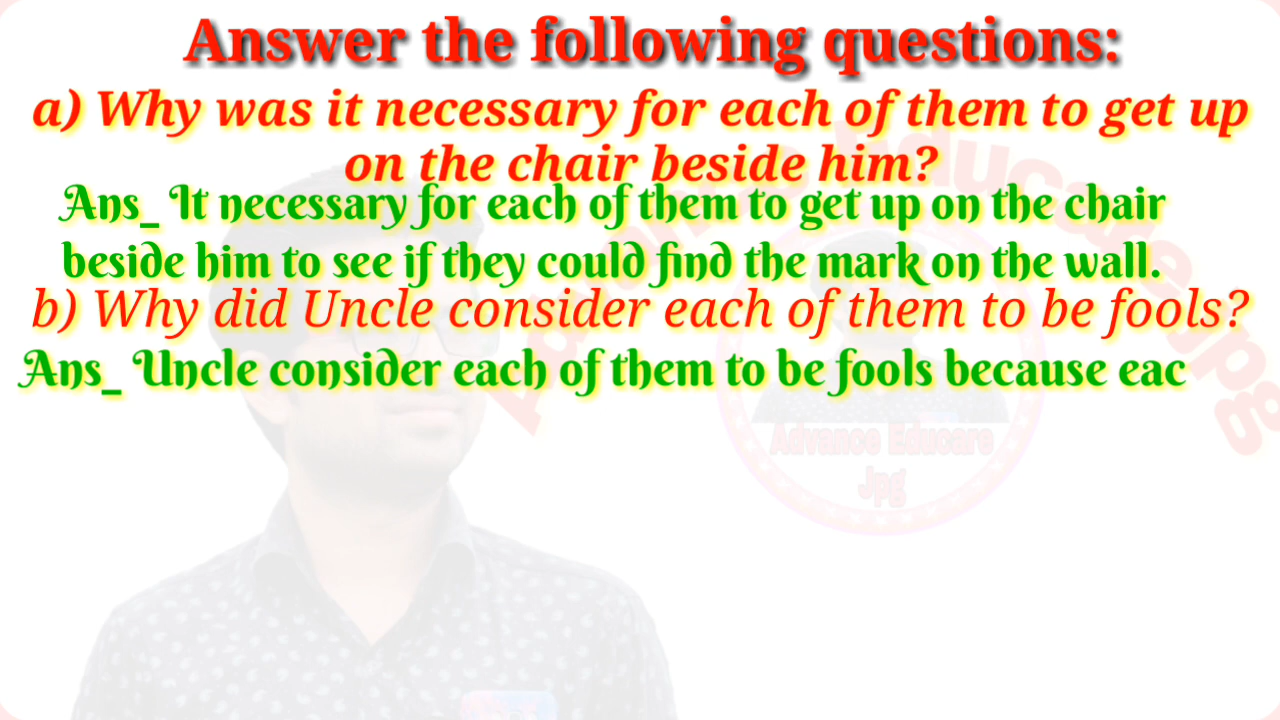 Answer the following questions:
a) Why was it necessary for each of them to get up
on the chair beside him?
Ans_ It necessary for each of them to get up on the chair
beside him to see if they could find the mark on the wall.
b) Why did Uncle consider each of them to be fools?
Ans_ Uncle consider each of them to be fools because eac
Advance Educare Jpg
Advance Educare
Jpg